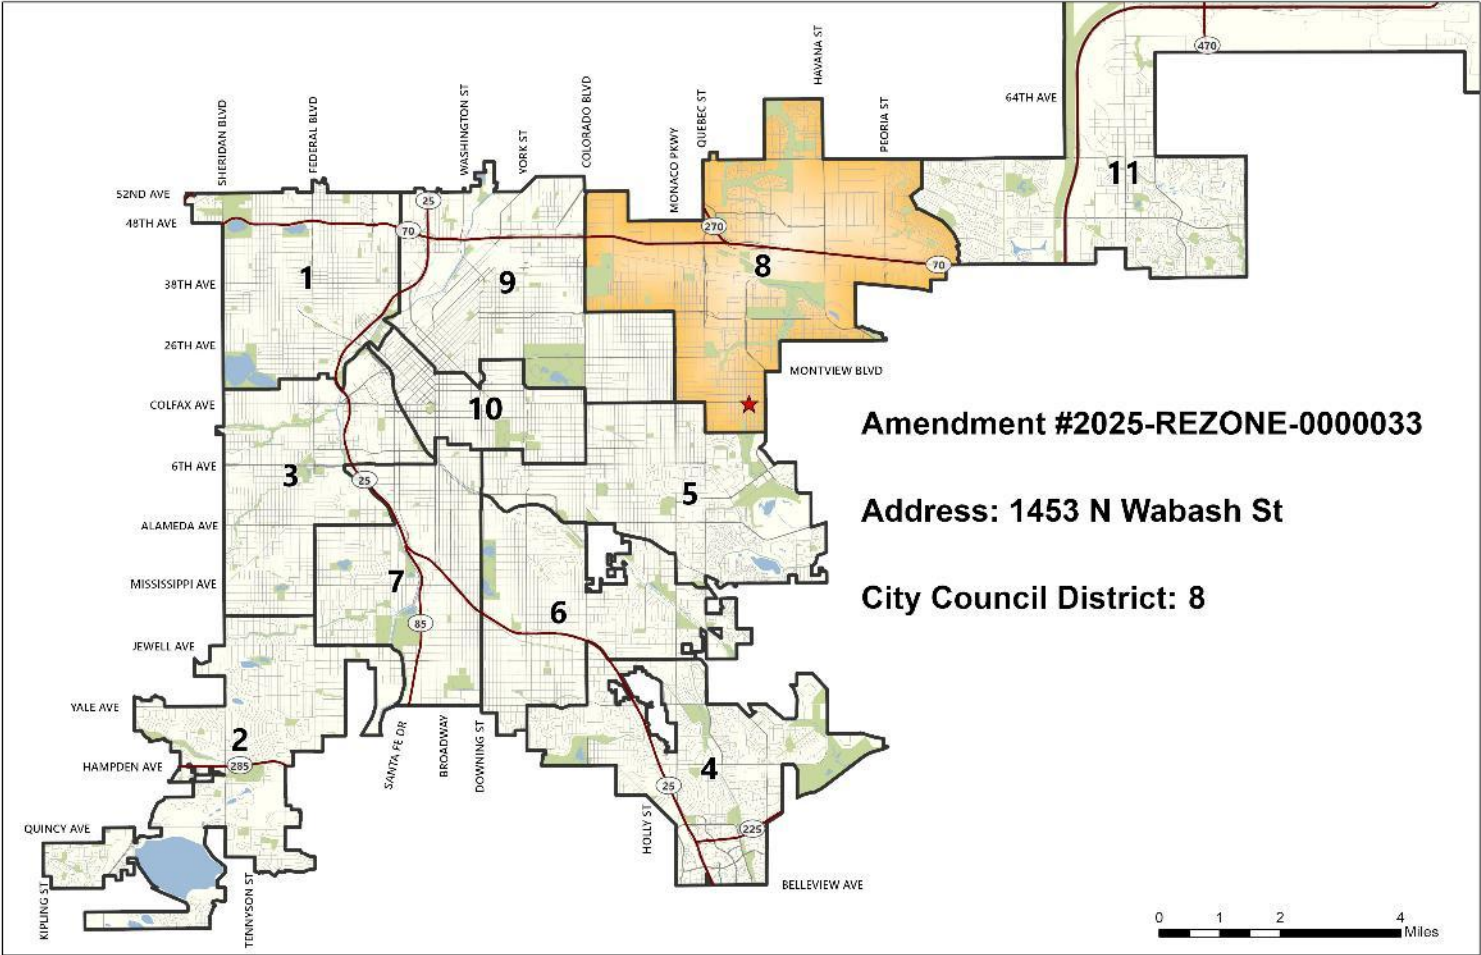 HAVANA ST
470
64TH AVE
SHERIDAN BLVD
FEDERAL BLVD
WASHINGTON ST
YORK ST
COLORADO BLVD
MONACO PKWY
QUEBEC ST
PEORIA ST
11
52ND AVE
25
48TH AVE
70
270
8
70
1
9
38TH AVE
26TH AVE
MONTVIEW BLVD
COLFAX AVE
10
Amendment #2025-REZONE-0000033
6TH AVE
3
25
5
Address: 1453 N Wabash St
ALAMEDA AVE
MISSISSIPPI AVE
7
City Council District: 8
6
85
JEWELL AVE
YALE AVE
2
SANTA FE DR
BROADWAY
DOWNING ST
HAMPDEN AVE
285
4
25
HOLLY ST
225
QUINCY AVE
BELLEVIEW AVE
KIPLING ST
TENNYSON ST
0 1 2 4
Miles